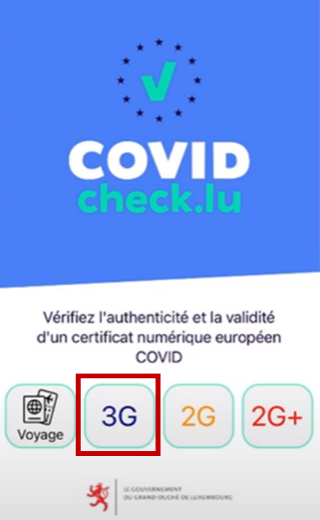 COVID
check.lu
Vérifiez l'authenticité et la validité
d'un certificat numérique européen
COVID
Voyage
3G
2G
2G+
LE GOUVERNEMENT
DU GRAND-DUCHÉ DE LUXEMBOURG